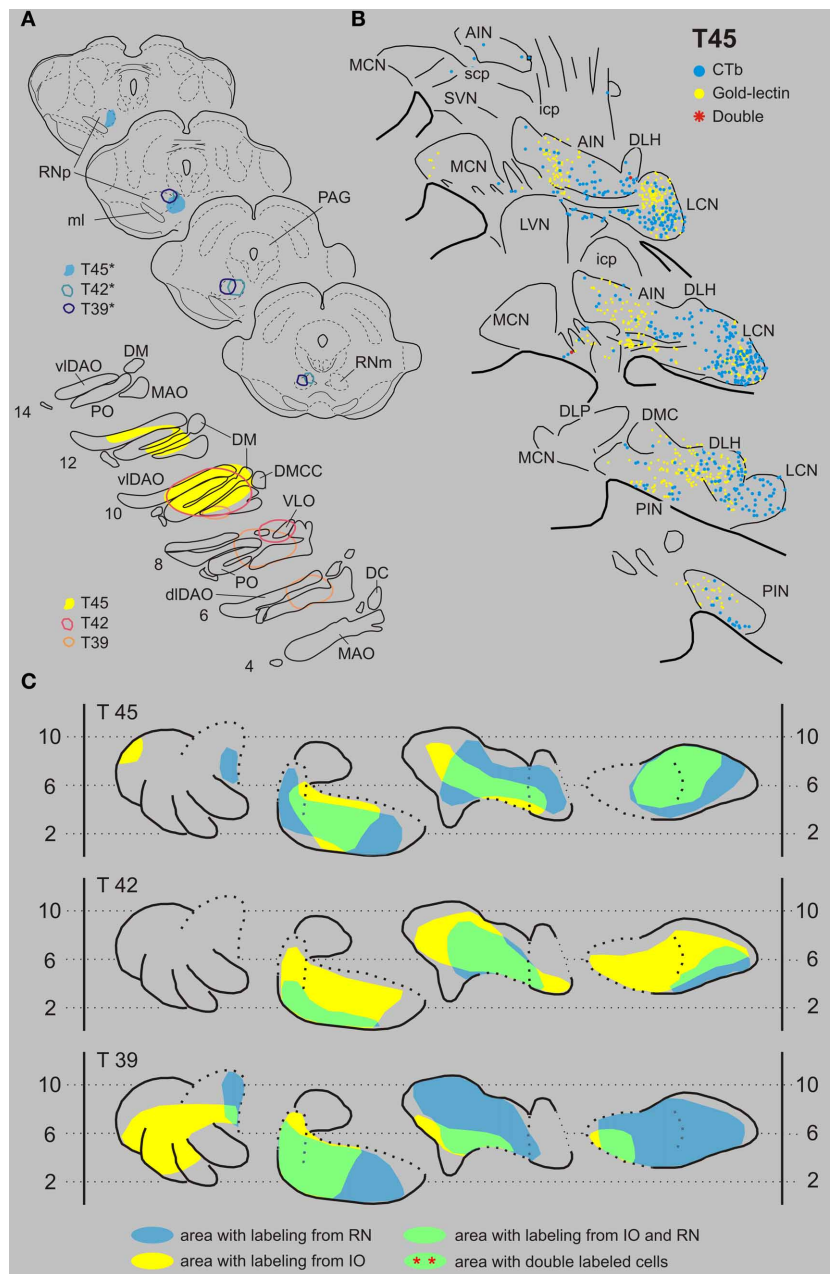 A
RNp
ml
PAG
T45*
T42*
T39*
RNm
vlDAO
DM
MAO
PO
14
12
DM
vlDAO
DMCC
10
VLO
8
PO
dlDAO
DC
6
MAO
4
T45
T42
T39
B
T45
CTb
Gold-lectin
Double
AIN
MCN
scp
SVN
icp
AIN
DLH
MCN
LCN
LVN
icp
AIN
DLH
MCN
LCN
DLP
DMC
DLH
MCN
LCN
PIN
PIN
C
T 45
10 10
6 6
2 2
T 42
10 10
6 6
2 2
T 39
10 10
6 6
2 2
area with labeling from RN
area with labeling from IO and RN
area with labeling from IO
** area with double labeled cells